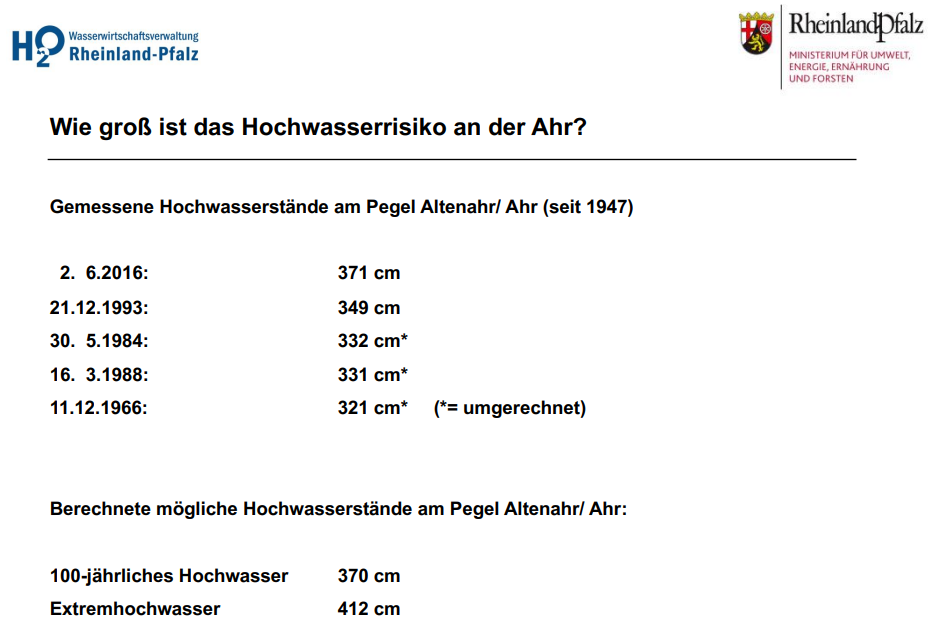 H2O Wasserwirtschaftsverwaltung
Rheinland-Pfalz
RheinlandPfalz
MINISTERIUM FÜR UMWELT,
ENERGIE, ERNÄHRUNG
UND FORSTEN
Wie groß ist das Hochwasserrisiko an der Ahr?
Gemessene Hochwasserstände am Pegel Altenahr/ Ahr (seit 1947)
2. 6.2016: 371 cm
21.12.1993: 349 cm
30. 5.1984: 332 cm*
16. 3.1988: 331 cm*
11.12.1966: 321 cm* (*= umgerechnet)
Berechnete mögliche Hochwasserstände am Pegel Altenahr/ Ahr:
100-jährliches Hochwasser 370 cm
Extremhochwasser 412 cm